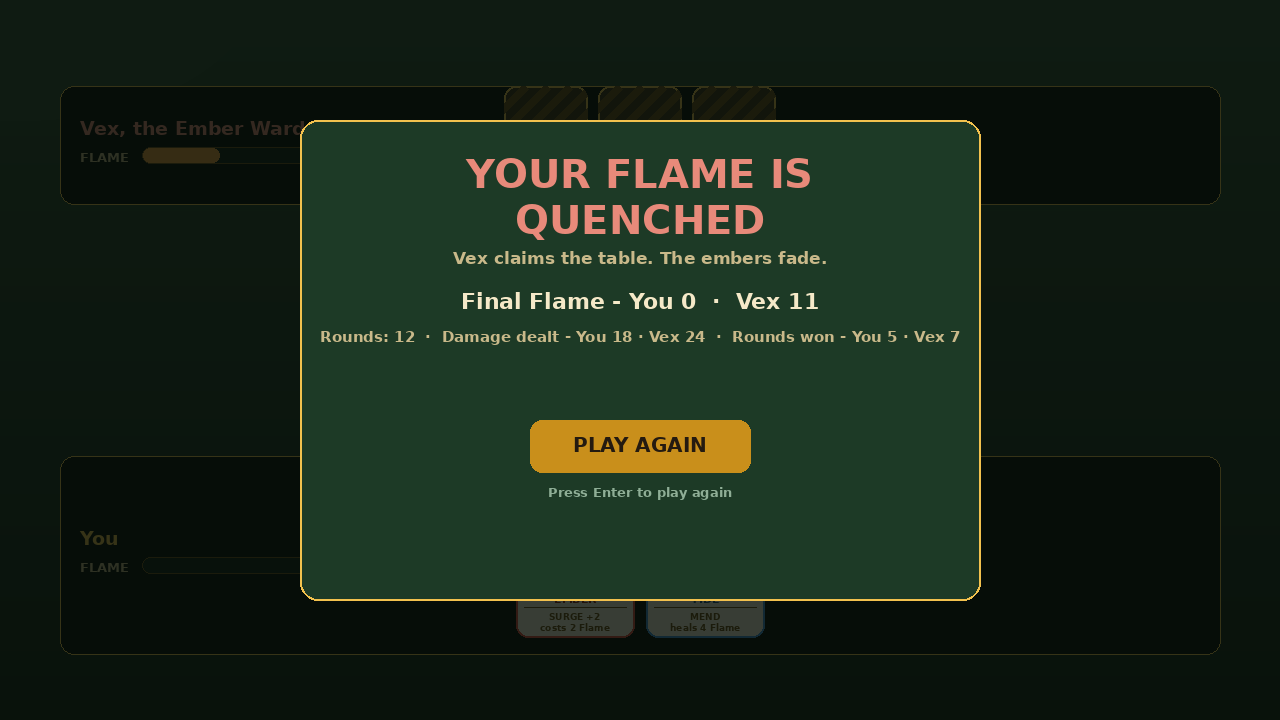 Vex, the Ember Ward
FLAME
YOUR FLAME IS
QUENCHED
Vex claims the table. The embers fade.
Final Flame - You 0 · Vex 11
Rounds: 12 · Damage dealt - You 18 · Vex 24 · Rounds won - You 5 · Vex 7
PLAY AGAIN
Press Enter to play again
You
FLAME
SURGE +2
costs 2 Flame
MEND
heals 4 Flame